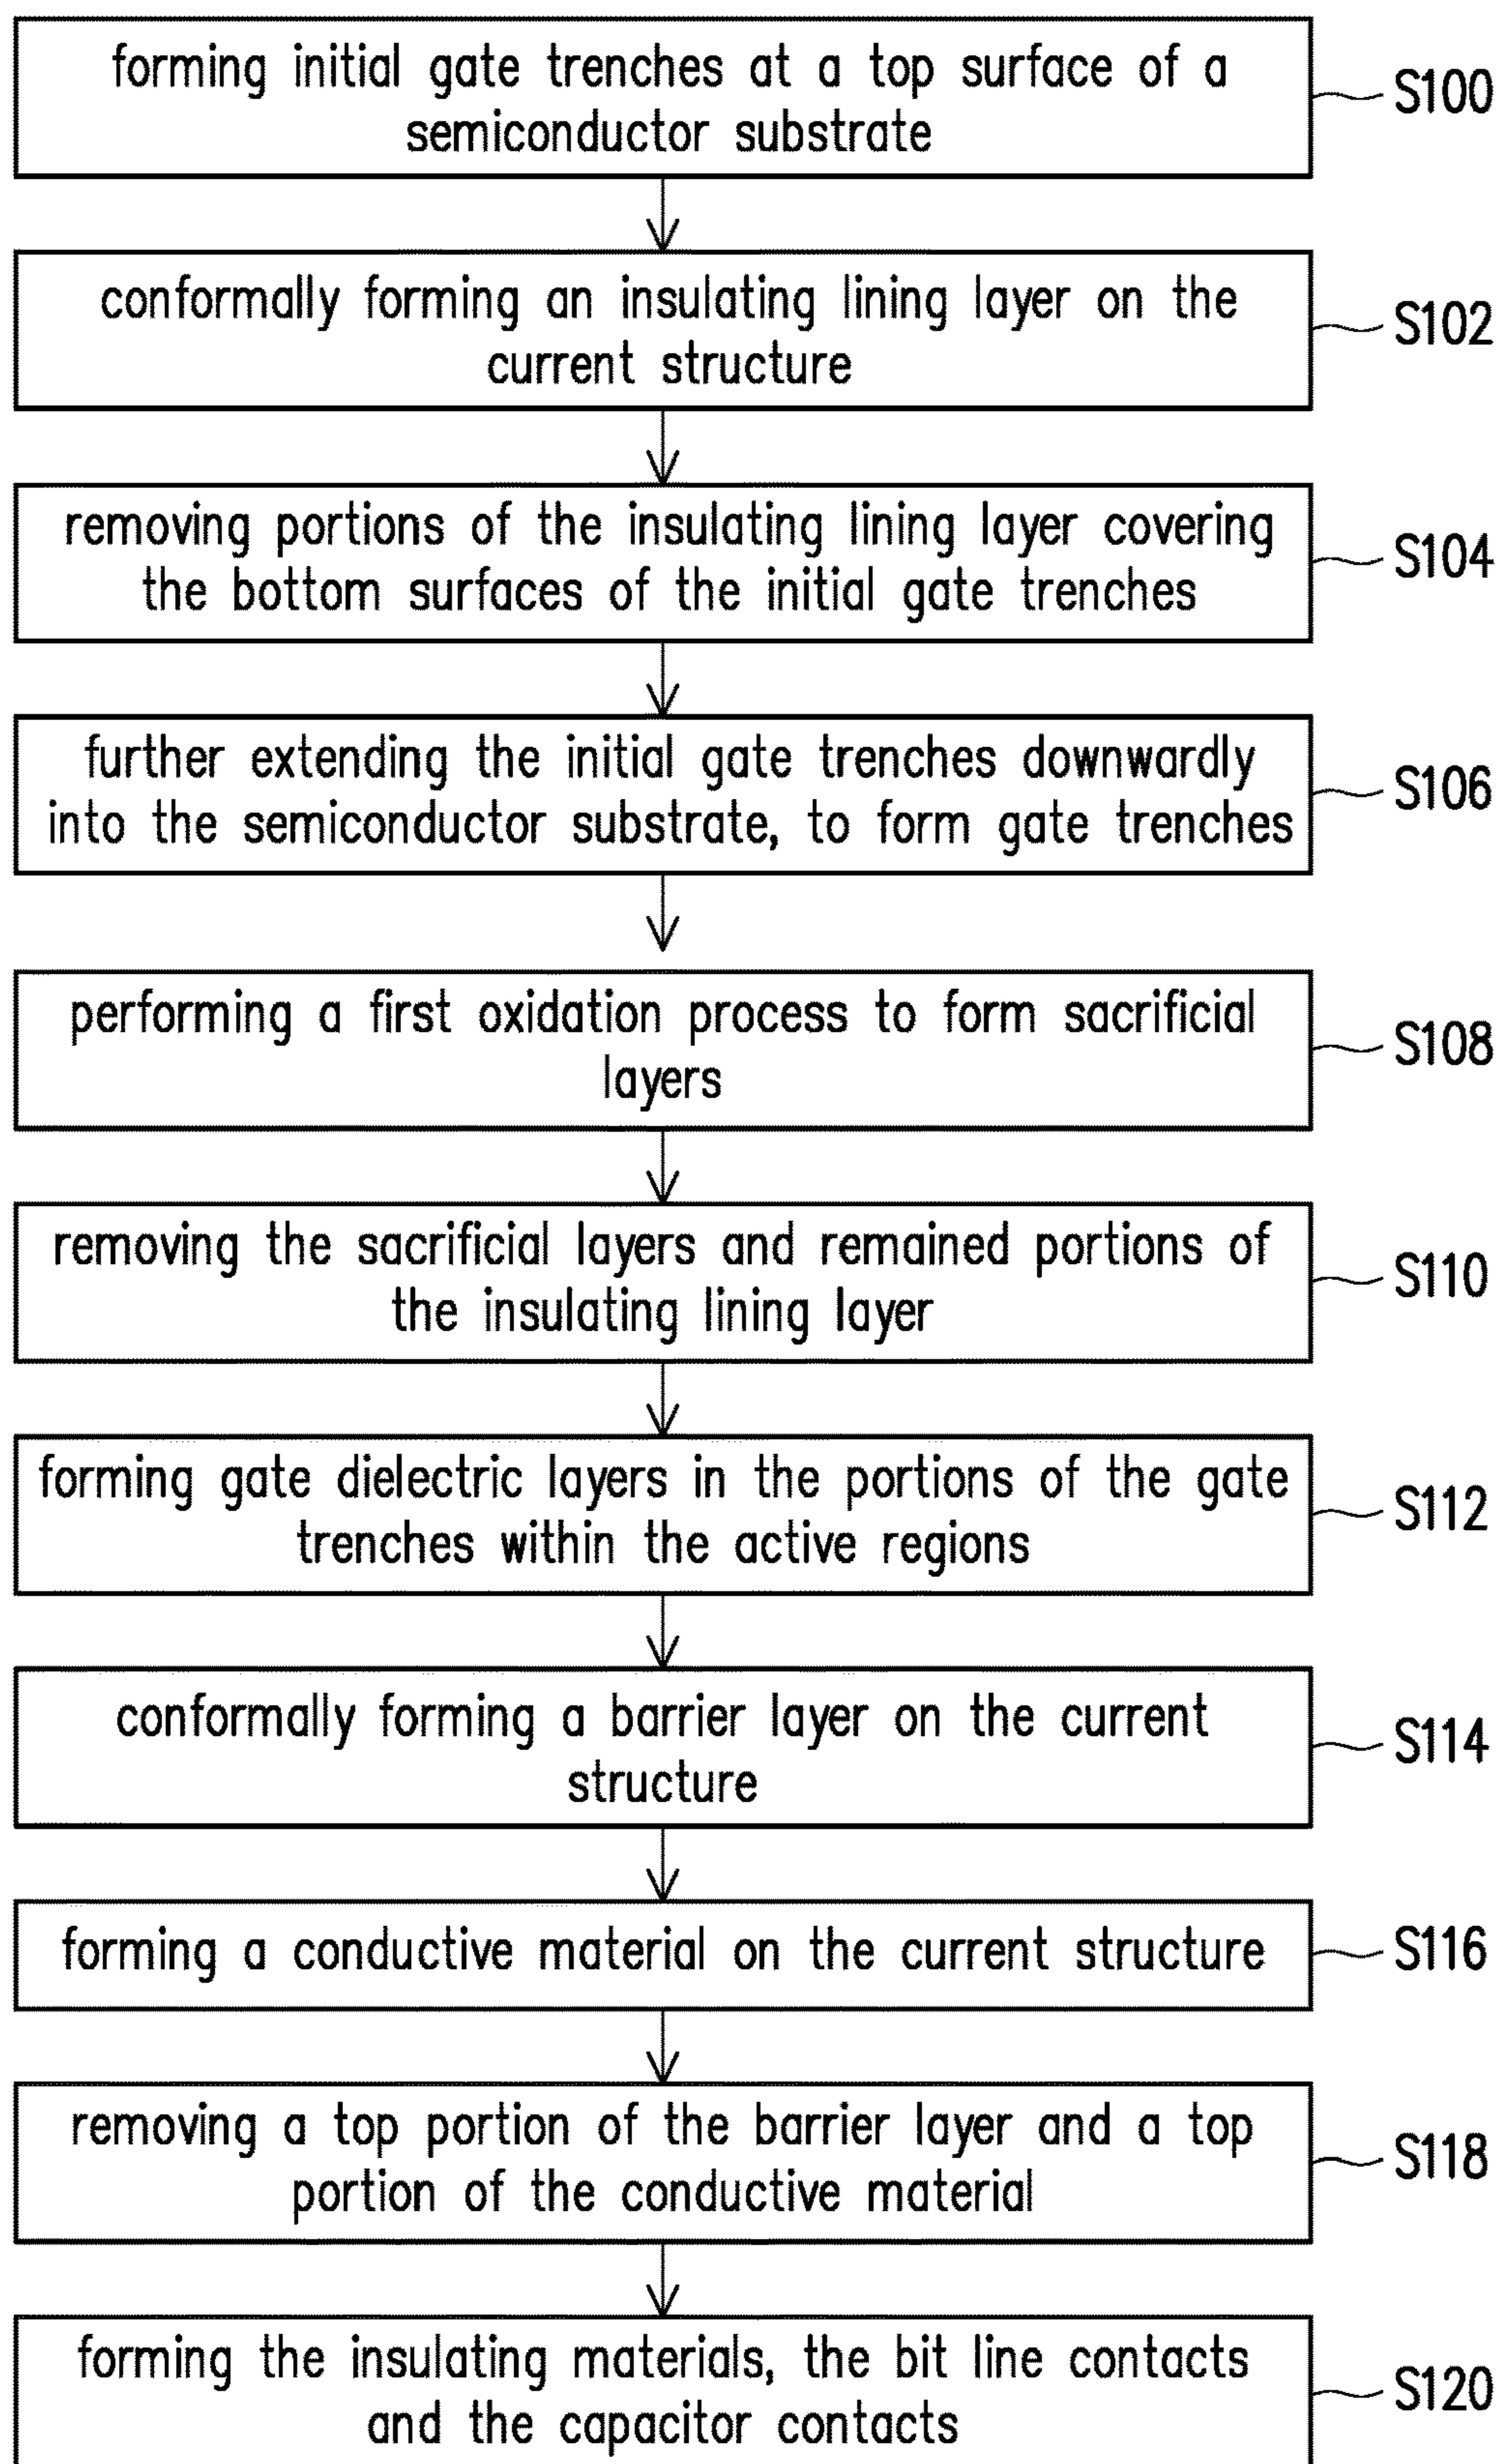 forming initial gate trenches at a top surface of a
semiconductor substrate
S100
conformally forming an insulating lining layer on the
current structure
S102
removing portions of the insulating lining layer covering
the bottom surfaces of the initial gate trenches
S104
further extending the initial gate trenches downwardly
into the semiconductor substrate, to form gate trenches
S106
performing a first oxidation process to form sacrificial
layers
S108
removing the sacrificial layers and remained portions of
the insulating lining layer
S110
forming gate dielectric layers in the portions of the gate
trenches within the active regions
S112
conformally forming a barrier layer on the current
structure
S114
forming a conductive material on the current structure
S116
removing a top portion of the barrier layer and a top
portion of the conductive material
S118
forming the insulating materials, the bit line contacts
and the capacitor contacts
S120